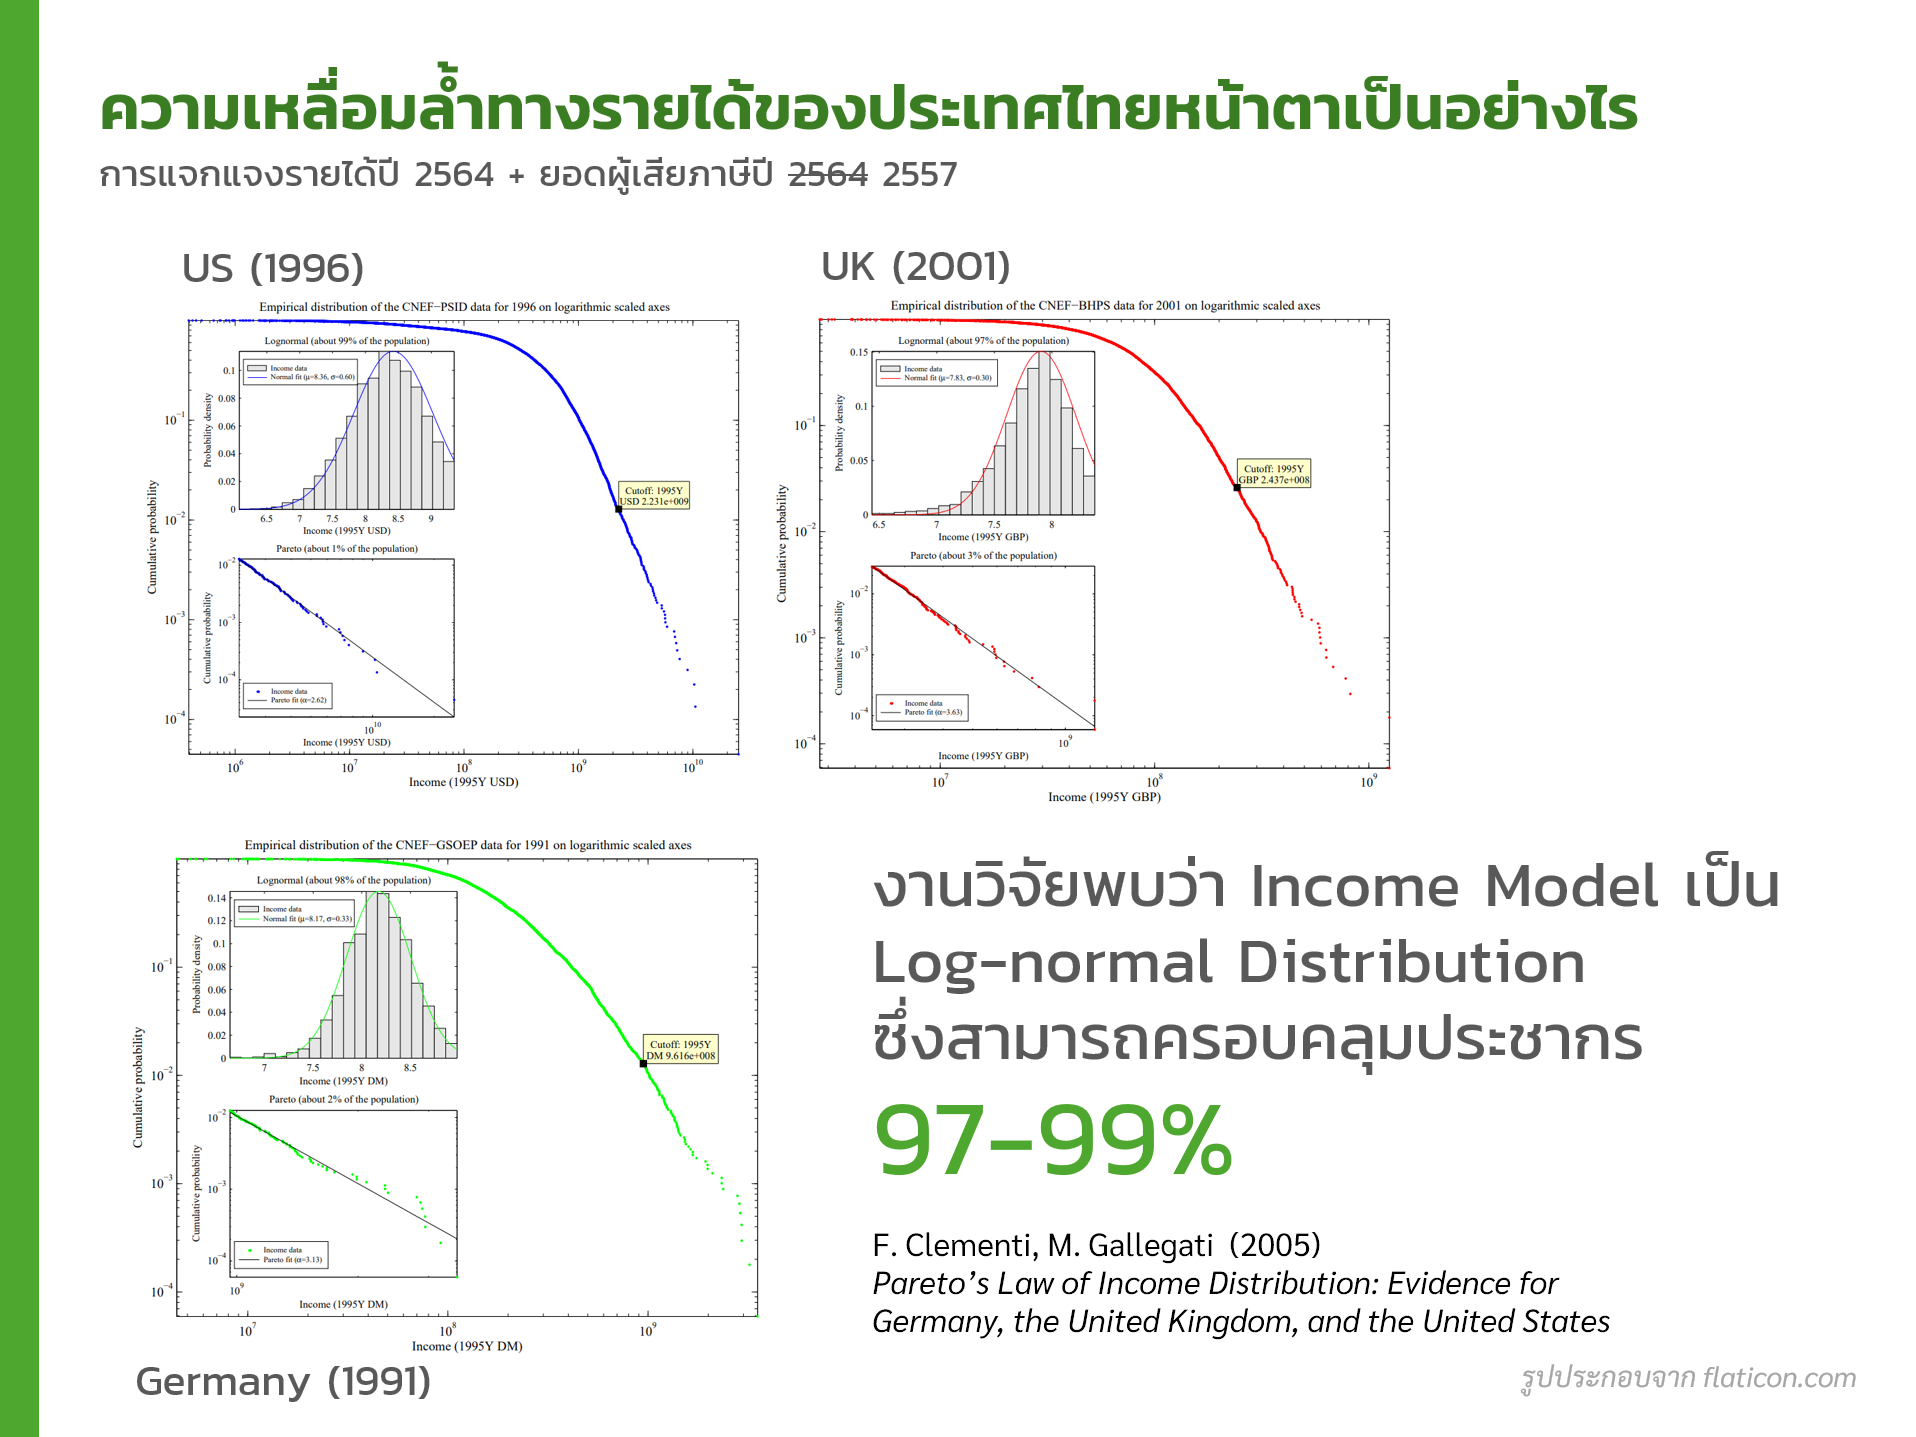 ความเหลื่อมล้ำทางรายได้ของประเทศไทยหน้าตาเป็นอย่างไร
การแจกแจงรายได้ปี 2564 + ยอดผู้เสียภาษีปี 2564 2557
US (1996)
Empirical distribution of the CNEF−PSID data for 1996 on logarithmic scaled axes
Lognormal (about 99% of the population)
Income data
Normal fit (μ=8.36, σ=0.60)
Probability density
0.1
0.08
0.06
0.04
0.02
0
6.5 7 7.5 8 8.5 9
Income (1995Y USD)
Cutoff: 1995Y
USD 2.231e+009
Pareto (about 1% of the population)
Cumulative probability
10−2
10−3
10−4
Income data
Pareto fit (α=2.62)
10
Income (1995Y USD)
Cumulative probability
10−1
10−2
10−3
10−4
10^6 10^7 10^8 10^9 10^10
Income (1995Y USD)
UK (2001)
Empirical distribution of the CNEF−BHPS data for 2001 on logarithmic scaled axes
Lognormal (about 97% of the population)
Income data
Normal fit (μ=7.83, σ=0.30)
Probability density
0.15
0.1
0.05
0
6.5 7 7.5 8
Income (1995Y GBP)
Cutoff: 1995Y
GBP 2.437e+008
Pareto (about 3% of the population)
Cumulative probability
10−2
10−3
10−4
Income data
Pareto fit (α=3.63)
10^9
Income (1995Y GBP)
Cumulative probability
10−1
10−2
10−3
10−4
10^7 10^8 10^9
Income (1995Y GBP)
Empirical distribution of the CNEF−GSOEP data for 1991 on logarithmic scaled axes
Lognormal (about 98% of the population)
Income data
Normal fit (μ=8.17, σ=0.33)
Probability density
0.14
0.12
0.1
0.08
0.06
0.04
0.02
0
7 7.5 8 8.5
Income (1995Y DM)
Cutoff: 1995Y
DM 9.616e+008
Pareto (about 2% of the population)
Cumulative probability
10−2
10−3
10−4
Income data
Pareto fit (α=3.13)
10^9
Income (1995Y DM)
Cumulative probability
10−1
10−2
10−3
10−4
10^7 10^8 10^9
Income (1995Y DM)
Germany (1991)
งานวิจัยพบว่า Income Model เป็น
Log-normal Distribution
ซึ่งสามารถครอบคลุมประชากร
97-99%
F. Clementi, M. Gallegati (2005)
Pareto’s Law of Income Distribution: Evidence for
Germany, the United Kingdom, and the United States
รูปประกอบจาก flaticon.com